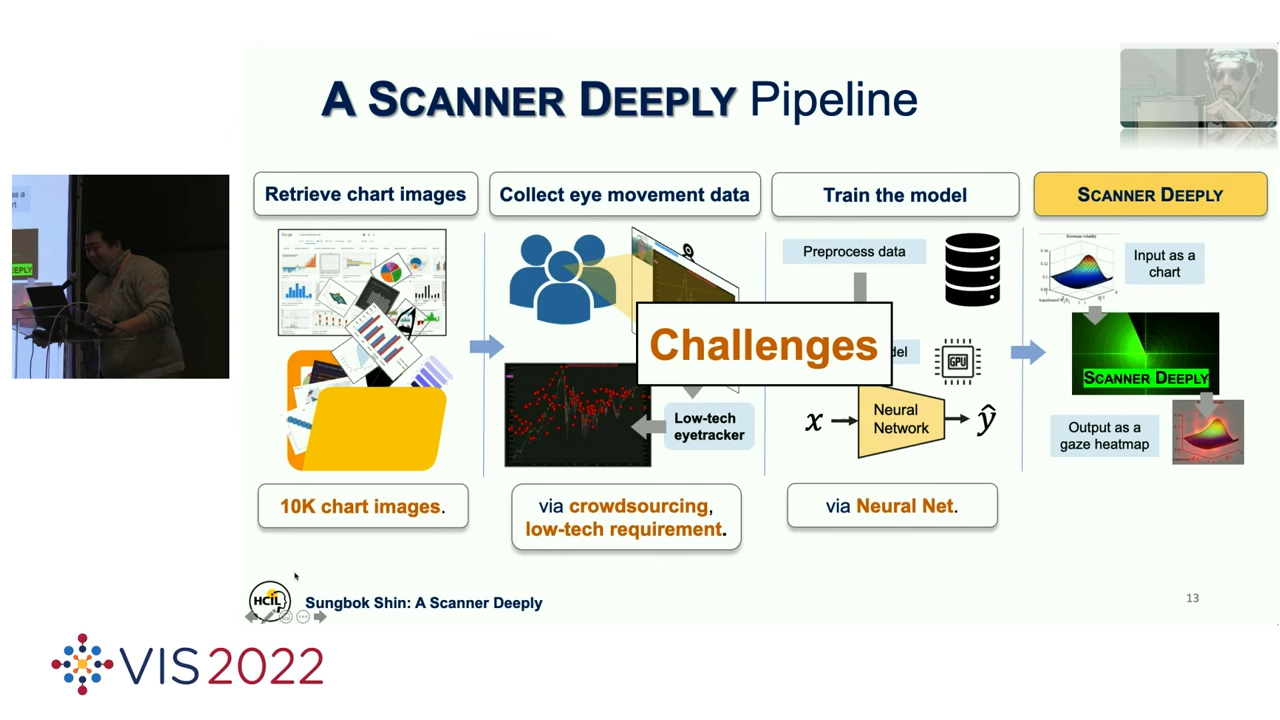 A SCANNER DEEPLY Pipeline
Retrieve chart images
Collect eye movement data
Train the model
SCANNER DEEPLY
Preprocess data
Input as a
chart
Challenges
GPU
SCANNER DEEPLY
Low-tech
eyetracker
x
Neural
Network
ŷ
Output as a
gaze heatmap
10K chart images.
via crowdsourcing,
low-tech requirement.
via Neural Net.
HCIL
Sungbok Shin: A Scanner Deeply
13
VIS2022